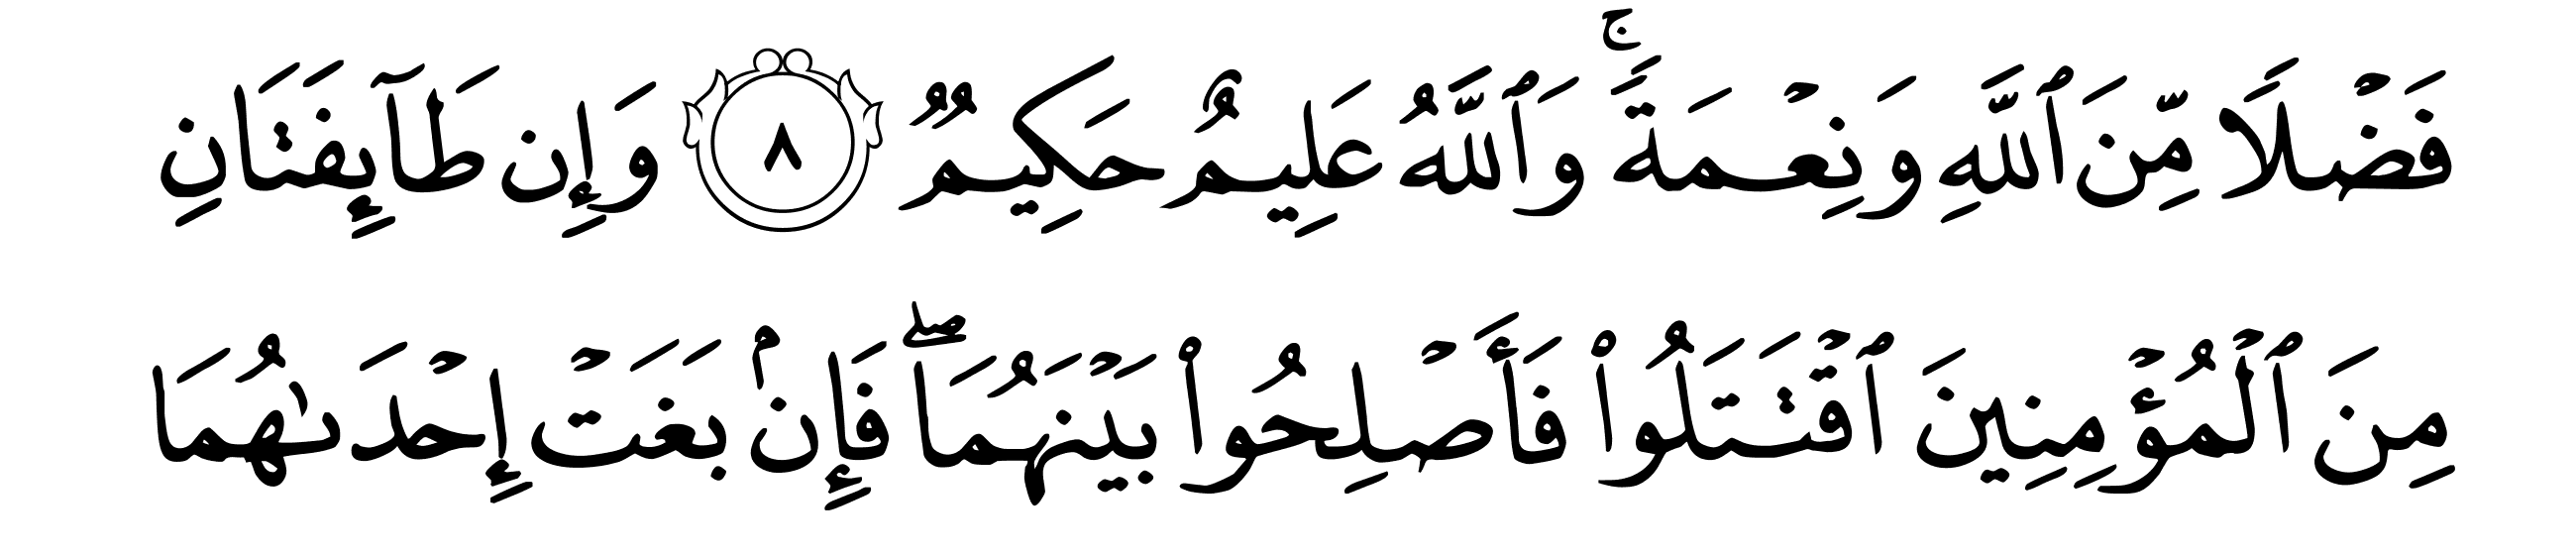 فَضْلًا مِّنَ ٱللَّهِ وَنِعْمَةً ۚ وَٱللَّهُ عَلِيمٌ حَكِيمٌ ٨ وَإِن طَآئِفَتَانِ
مِنَ ٱلْمُؤْمِنِينَ ٱقْتَتَلُوا۟ فَأَصْلِحُوا۟ بَيْنَهُمَا ۖ فَإِنۢ بَغَتْ إِحْدَىٰهُمَا